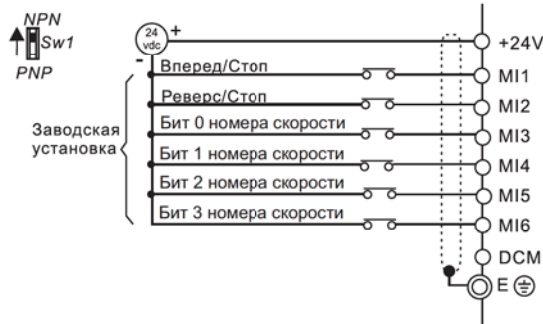 NPN
Sw1
PNP
24 vdc
+
-
+24V
Вперед/Стоп
MI1
Реверс/Стоп
MI2
Заводская
установка
Бит 0 номера скорости
MI3
Бит 1 номера скорости
MI4
Бит 2 номера скорости
MI5
Бит 3 номера скорости
MI6
DCM
E